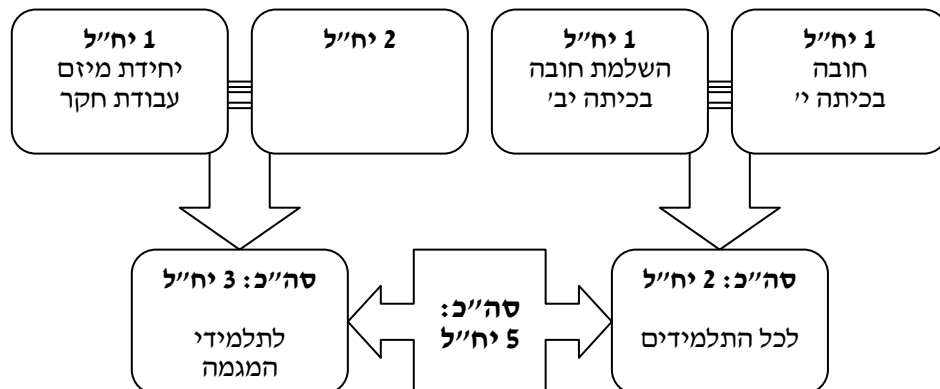 1 יח״ל
חובה
בכיתה י׳
1 יח״ל
השלמת חובה
בכיתה יב׳
2 יח״ל
1 יח״ל
יחידת מיזם
עבודת חקר
סה״כ: 2 יח״ל
לכל התלמידים
סה״כ:
5 יח״ל
סה״כ: 3 יח״ל
לתלמידי
המגמה